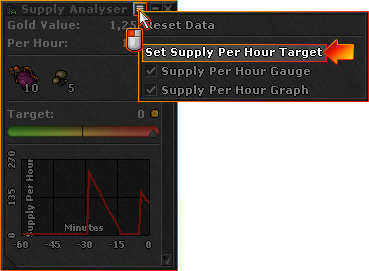 Supply Analyser
Gold Value: 1,25
Per Hour: 1
10 5
Target: 0
270
135
0
Supply Per Hour
Minutes
-60 -45 -30 -15 0
Reset Data
Set Supply Per Hour Target
Supply Per Hour Gauge
Supply Per Hour Graph